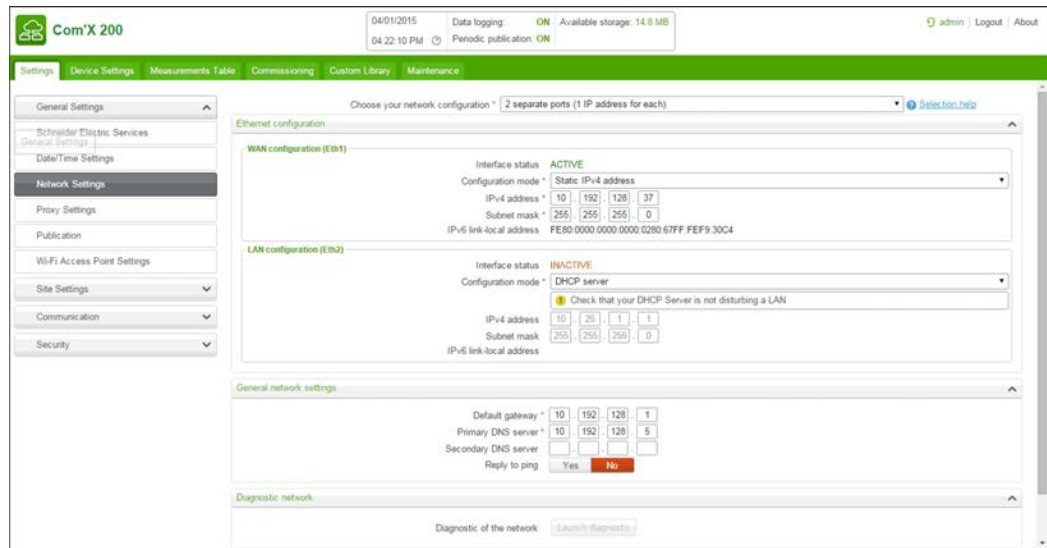 Com'X 200
04/01/2015
04:22:10 PM
Data logging: ON Available storage: 14.8 MB
Periodic publication: ON
admin | Logout | About
Settings Device Settings Measurements Table Commissioning Custom Library Maintenance
General Settings
Schneider Electric Services
General Settings
Date/Time Settings
Network Settings
Proxy Settings
Publication
Wi-Fi Access Point Settings
Site Settings
Communication
Security
Choose your network configuration * 2 separate ports (1 IP address for each) Selection help
Ethernet configuration
WAN configuration (Eth1)
Interface status ACTIVE
Configuration mode * Static IPv4 address
IPv4 address * 10 . 192 . 128 . 37
Subnet mask * 255 . 255 . 255 . 0
IPv6 link-local address FE80:0000:0000:0000:0280:67FF:FEF9:30C4
LAN configuration (Eth2)
Interface status INACTIVE
Configuration mode * DHCP server
Check that your DHCP Server is not disturbing a LAN
IPv4 address 10 . 25 . 1 . 1
Subnet mask 255 . 255 . 255 . 0
IPv6 link-local address
General network settings
Default gateway * 10 . 192 . 128 . 1
Primary DNS server * 10 . 192 . 128 . 5
Secondary DNS server . . .
Reply to ping Yes No
Diagnostic network
Diagnostic of the network Launch diagnostic